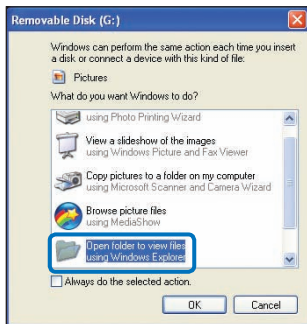 Removable Disk (G:)
Windows can perform the same action each time you insert
a disk or connect a device with this kind of file:
Pictures
What do you want Windows to do?
using Photo Printing Wizard
View a slideshow of the images
using Windows Picture and Fax Viewer
Copy pictures to a folder on my computer
using Microsoft Scanner and Camera Wizard
Browse picture files
using MediaShow
Open folder to view files
using Windows Explorer
Always do the selected action.
OK
Cancel